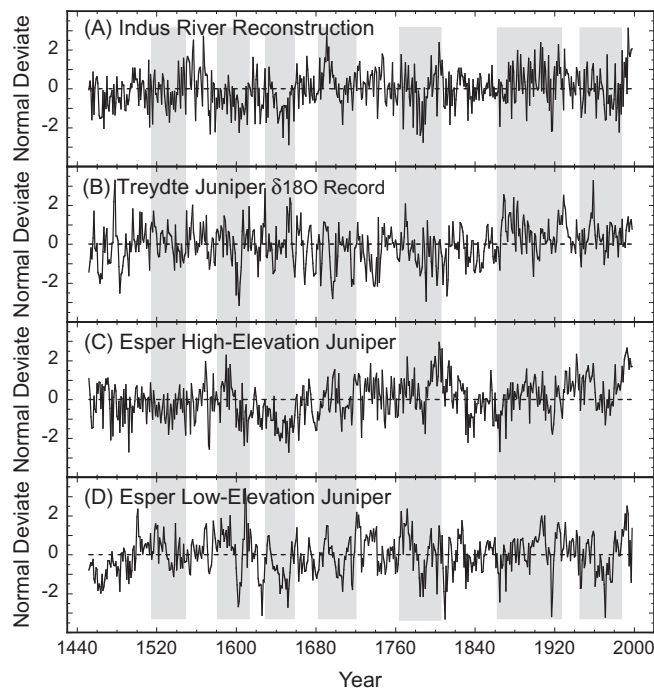 (A) Indus River Reconstruction
Normal Deviate
2
0
-2
(B) Treydte Juniper δ18O Record
Normal Deviate
2
0
-2
(C) Esper High-Elevation Juniper
Normal Deviate
2
0
-2
(D) Esper Low-Elevation Juniper
Normal Deviate
2
0
-2
1440 1520 1600 1680 1760 1840 1920 2000
Year